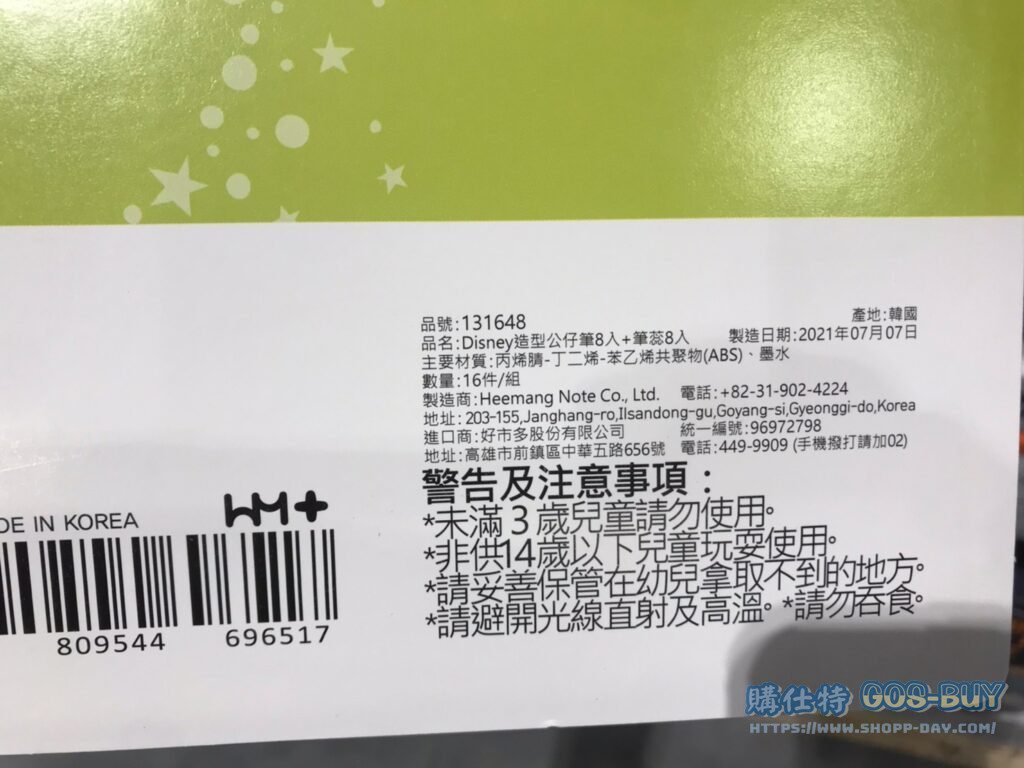 品號:131648 產地:韓國
品名:Disney造型公仔筆8入+筆蕊8入 製造日期:2021年07月07日
主要材質:丙烯腈-丁二烯-苯乙烯共聚物(ABS)、墨水
數量:16件/組
製造商:Heemang Note Co., Ltd. 電話:+82-31-902-4224
地址:203-155,Janghang-ro,Ilsandong-gu,Goyang-si,Gyeonggi-do,Korea
進口商:好市多股份有限公司 統一編號:96972798
地址:高雄市前鎮區中華五路656號 電話:449-9909 (手機撥打請加02)
警告及注意事項：
*未滿3歲兒童請勿使用。
*非供14歲以下兒童玩耍使用。
*請妥善保管在幼兒拿取不到的地方。
*請避開光線直射及高溫。*請勿吞食。
DE IN KOREA
HM+
809544 696517
購仕特 GOS-BUY
HTTPS://WWW.SHOPP-DAY.COM/